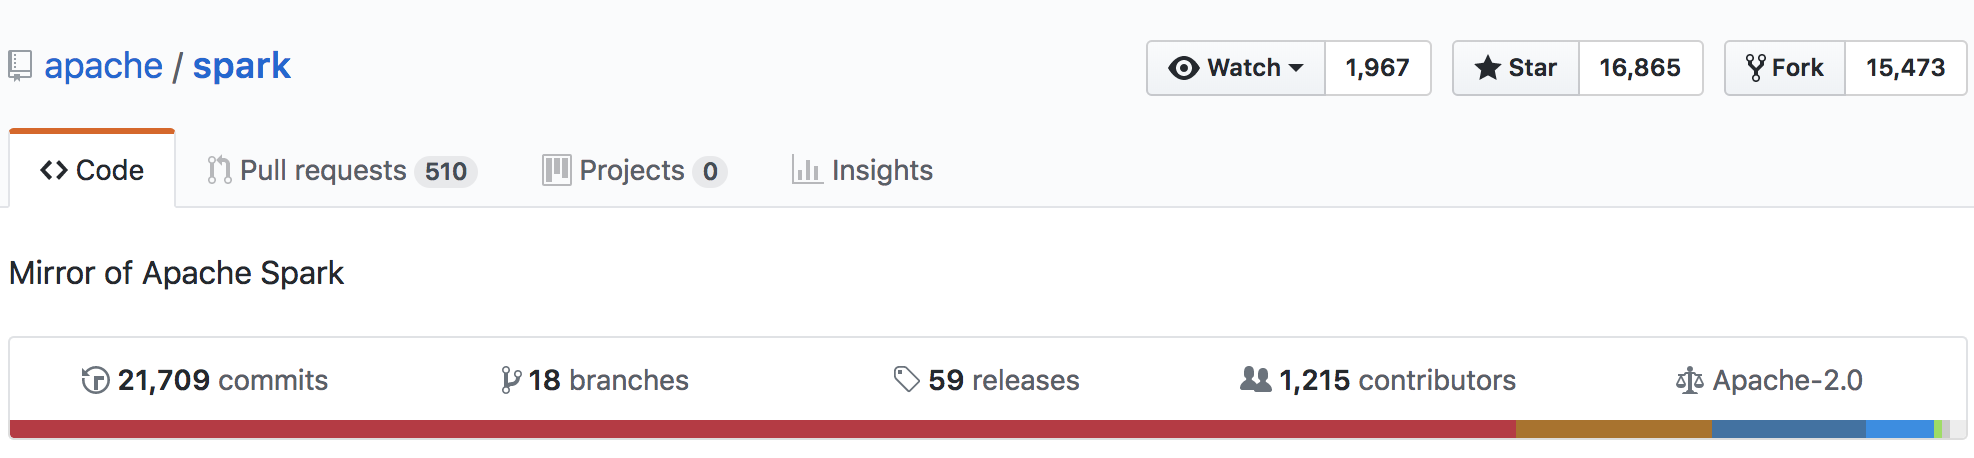 apache / spark
Watch 1,967 Star 16,865 Fork 15,473
Code Pull requests 510 Projects 0 Insights
Mirror of Apache Spark
21,709 commits 18 branches 59 releases 1,215 contributors Apache-2.0